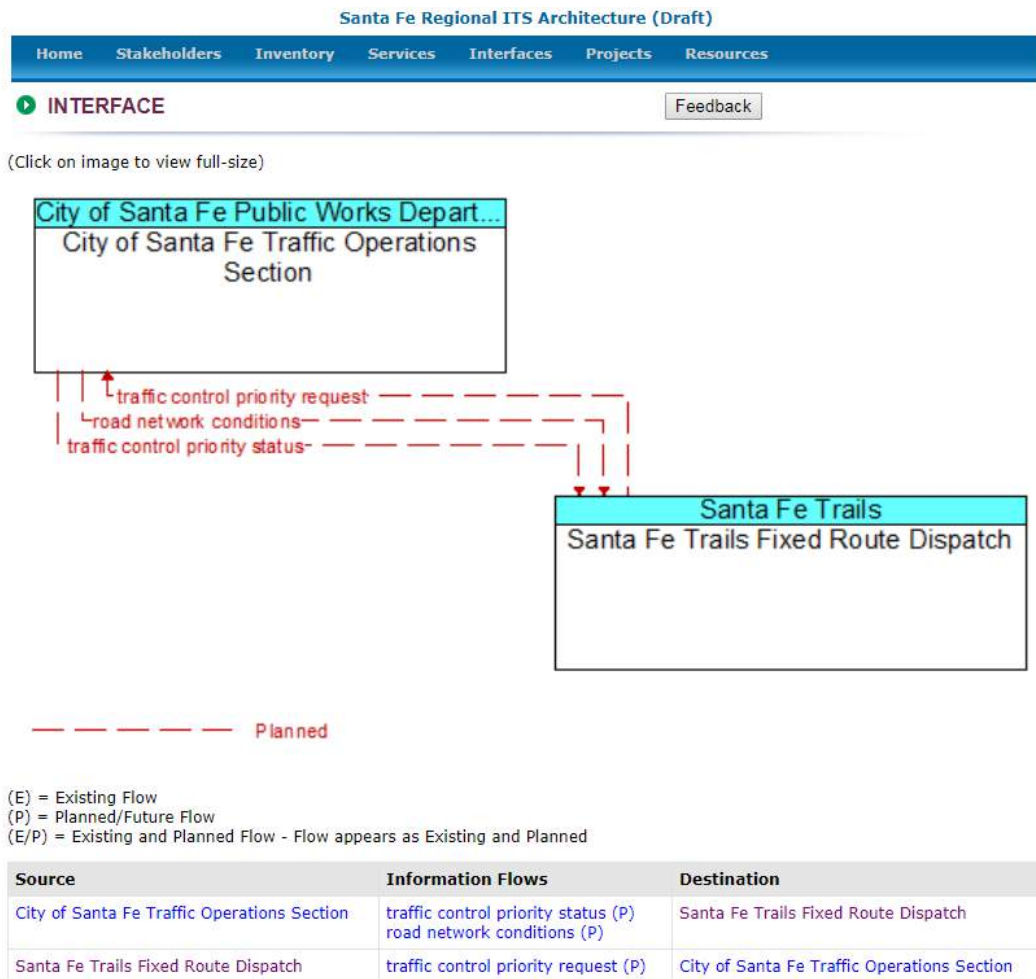 Santa Fe Regional ITS Architecture (Draft)
Home Stakeholders Inventory Services Interfaces Projects Resources
INTERFACE
Feedback
(Click on image to view full-size)
City of Santa Fe Public Works Depart...
City of Santa Fe Traffic Operations
Section
traffic control priority request
road network conditions
traffic control priority status
Santa Fe Trails
Santa Fe Trails Fixed Route Dispatch
Planned
(E) = Existing Flow
(P) = Planned/Future Flow
(E/P) = Existing and Planned Flow - Flow appears as Existing and Planned
Source Information Flows Destination
City of Santa Fe Traffic Operations Section traffic control priority status (P) Santa Fe Trails Fixed Route Dispatch
road network conditions (P)
Santa Fe Trails Fixed Route Dispatch traffic control priority request (P) City of Santa Fe Traffic Operations Section